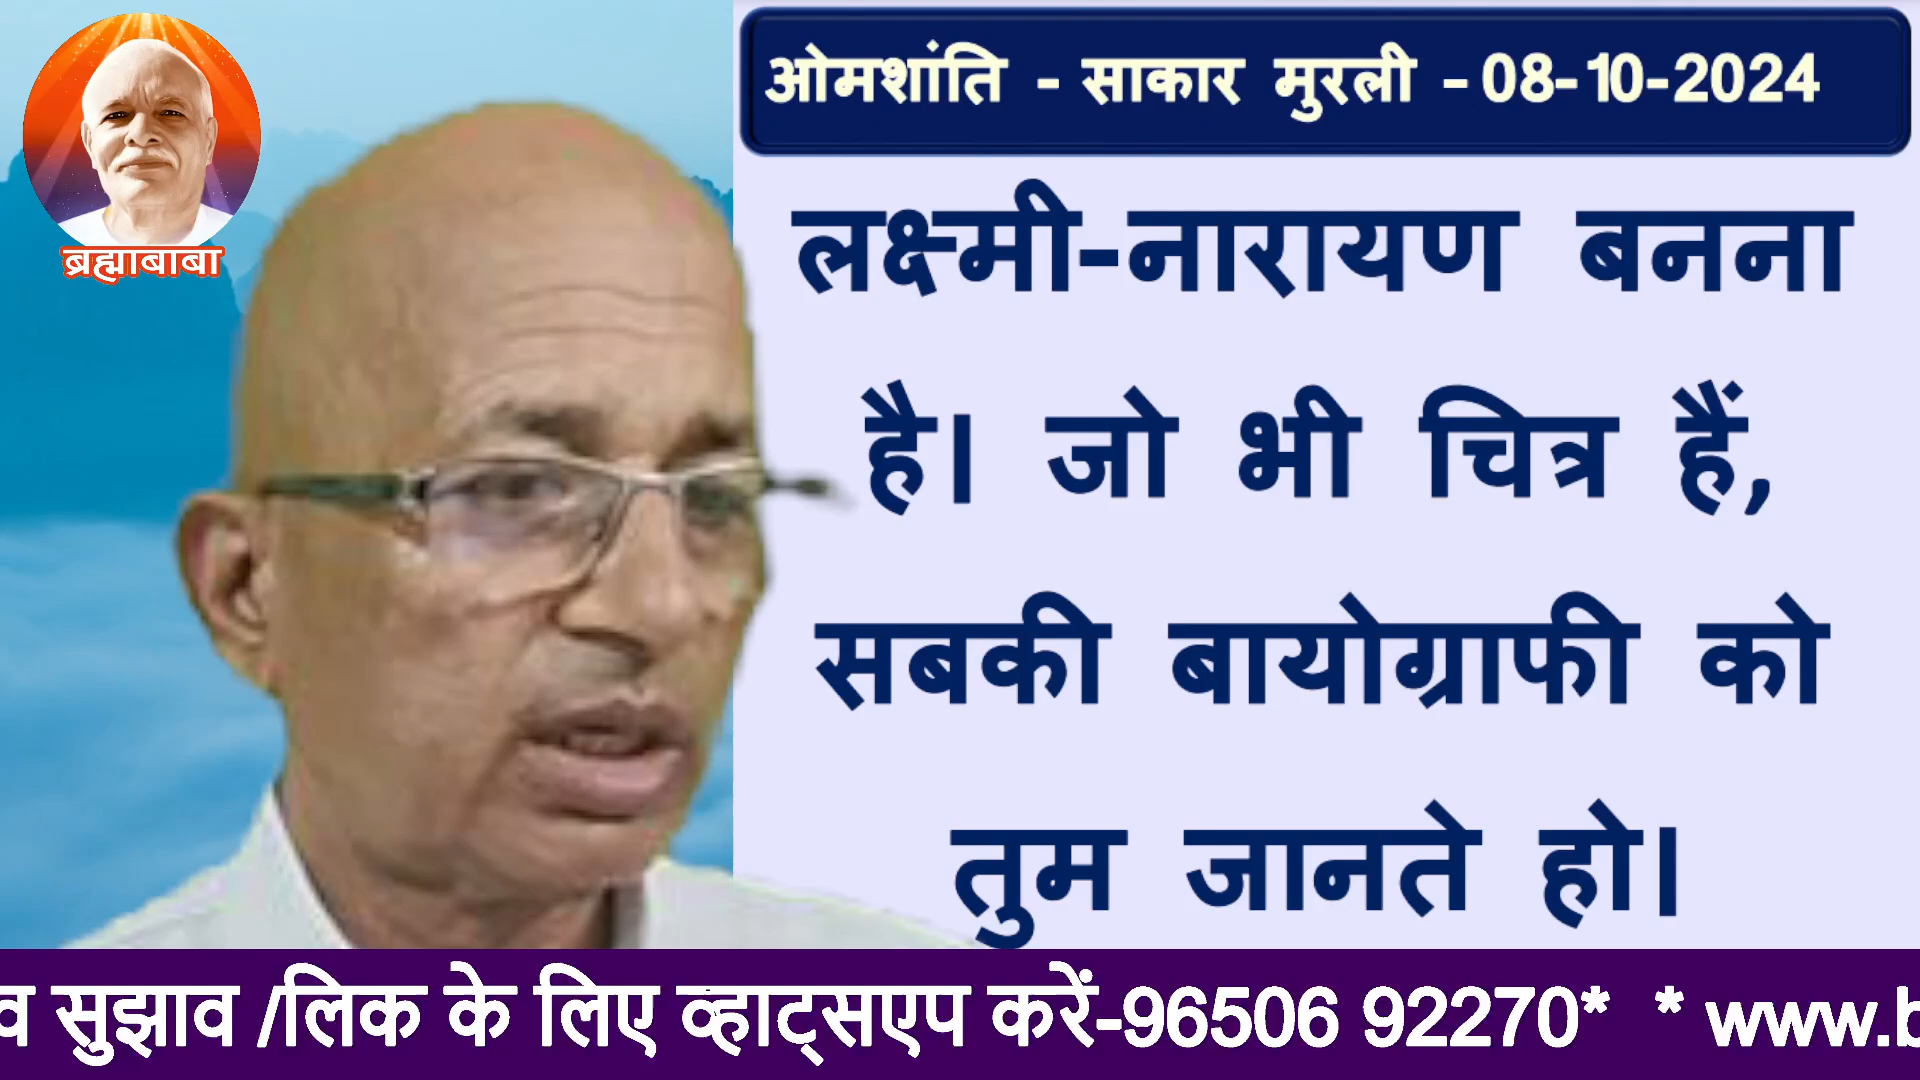 ब्रह्माबाबा
ओमशांति - साकार मुरली - 08-10-2024
लक्ष्मी-नारायण बनना
है। जो भी चित्र हैं,
सबकी बायोग्राफी को
तुम जानते हो।
व सुझाव /लिंक के लिए व्हाट्सएप करें-96506 92270* * www.b